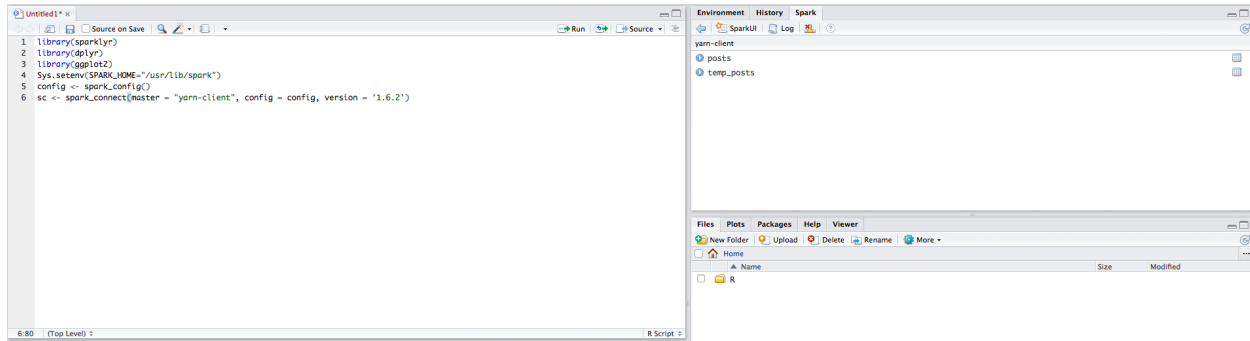 Untitled1*
Source on Save
Run
Source
1 library(sparklyr)
2 library(dplyr)
3 library(ggplot2)
4 Sys.setenv(SPARK_HOME="/usr/lib/spark")
5 config <- spark_config()
6 sc <- spark_connect(master = "yarn-client", config = config, version = '1.6.2')
6:80 (Top Level)
R Script
Environment History Spark
SparkUI Log
yarn-client
posts
temp_posts
Files Plots Packages Help Viewer
New Folder Upload Delete Rename More
Home
Name Size Modified
R